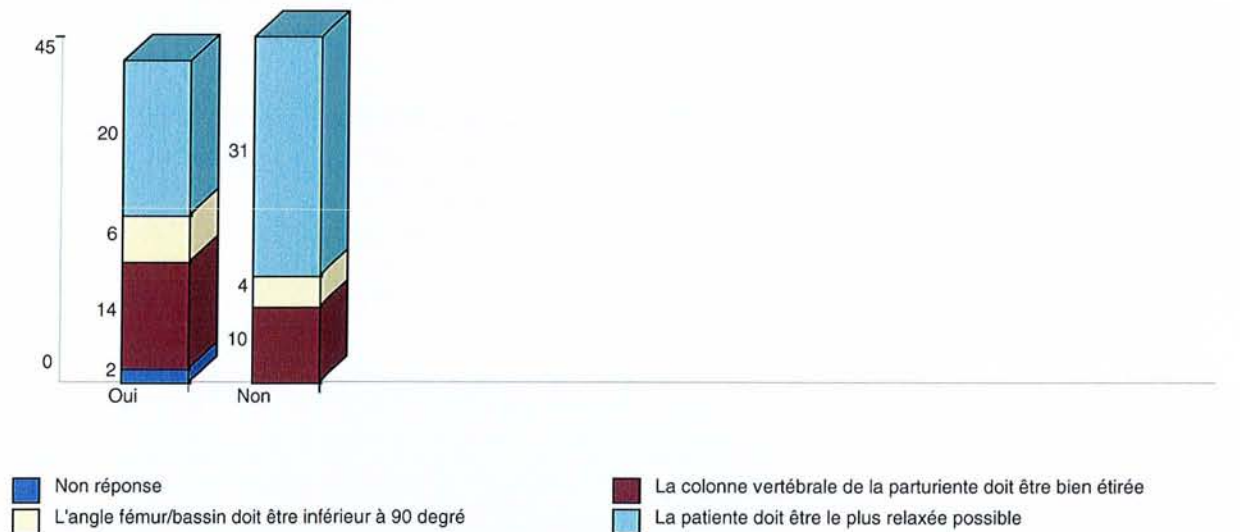 45
20
31
6
4
14
10
0
2
Oui
Non
Non réponse
La colonne vertébrale de la parturiente doit être bien étirée
L'angle fémur/bassin doit être inférieur à 90 degré
La patiente doit être le plus relaxée possible